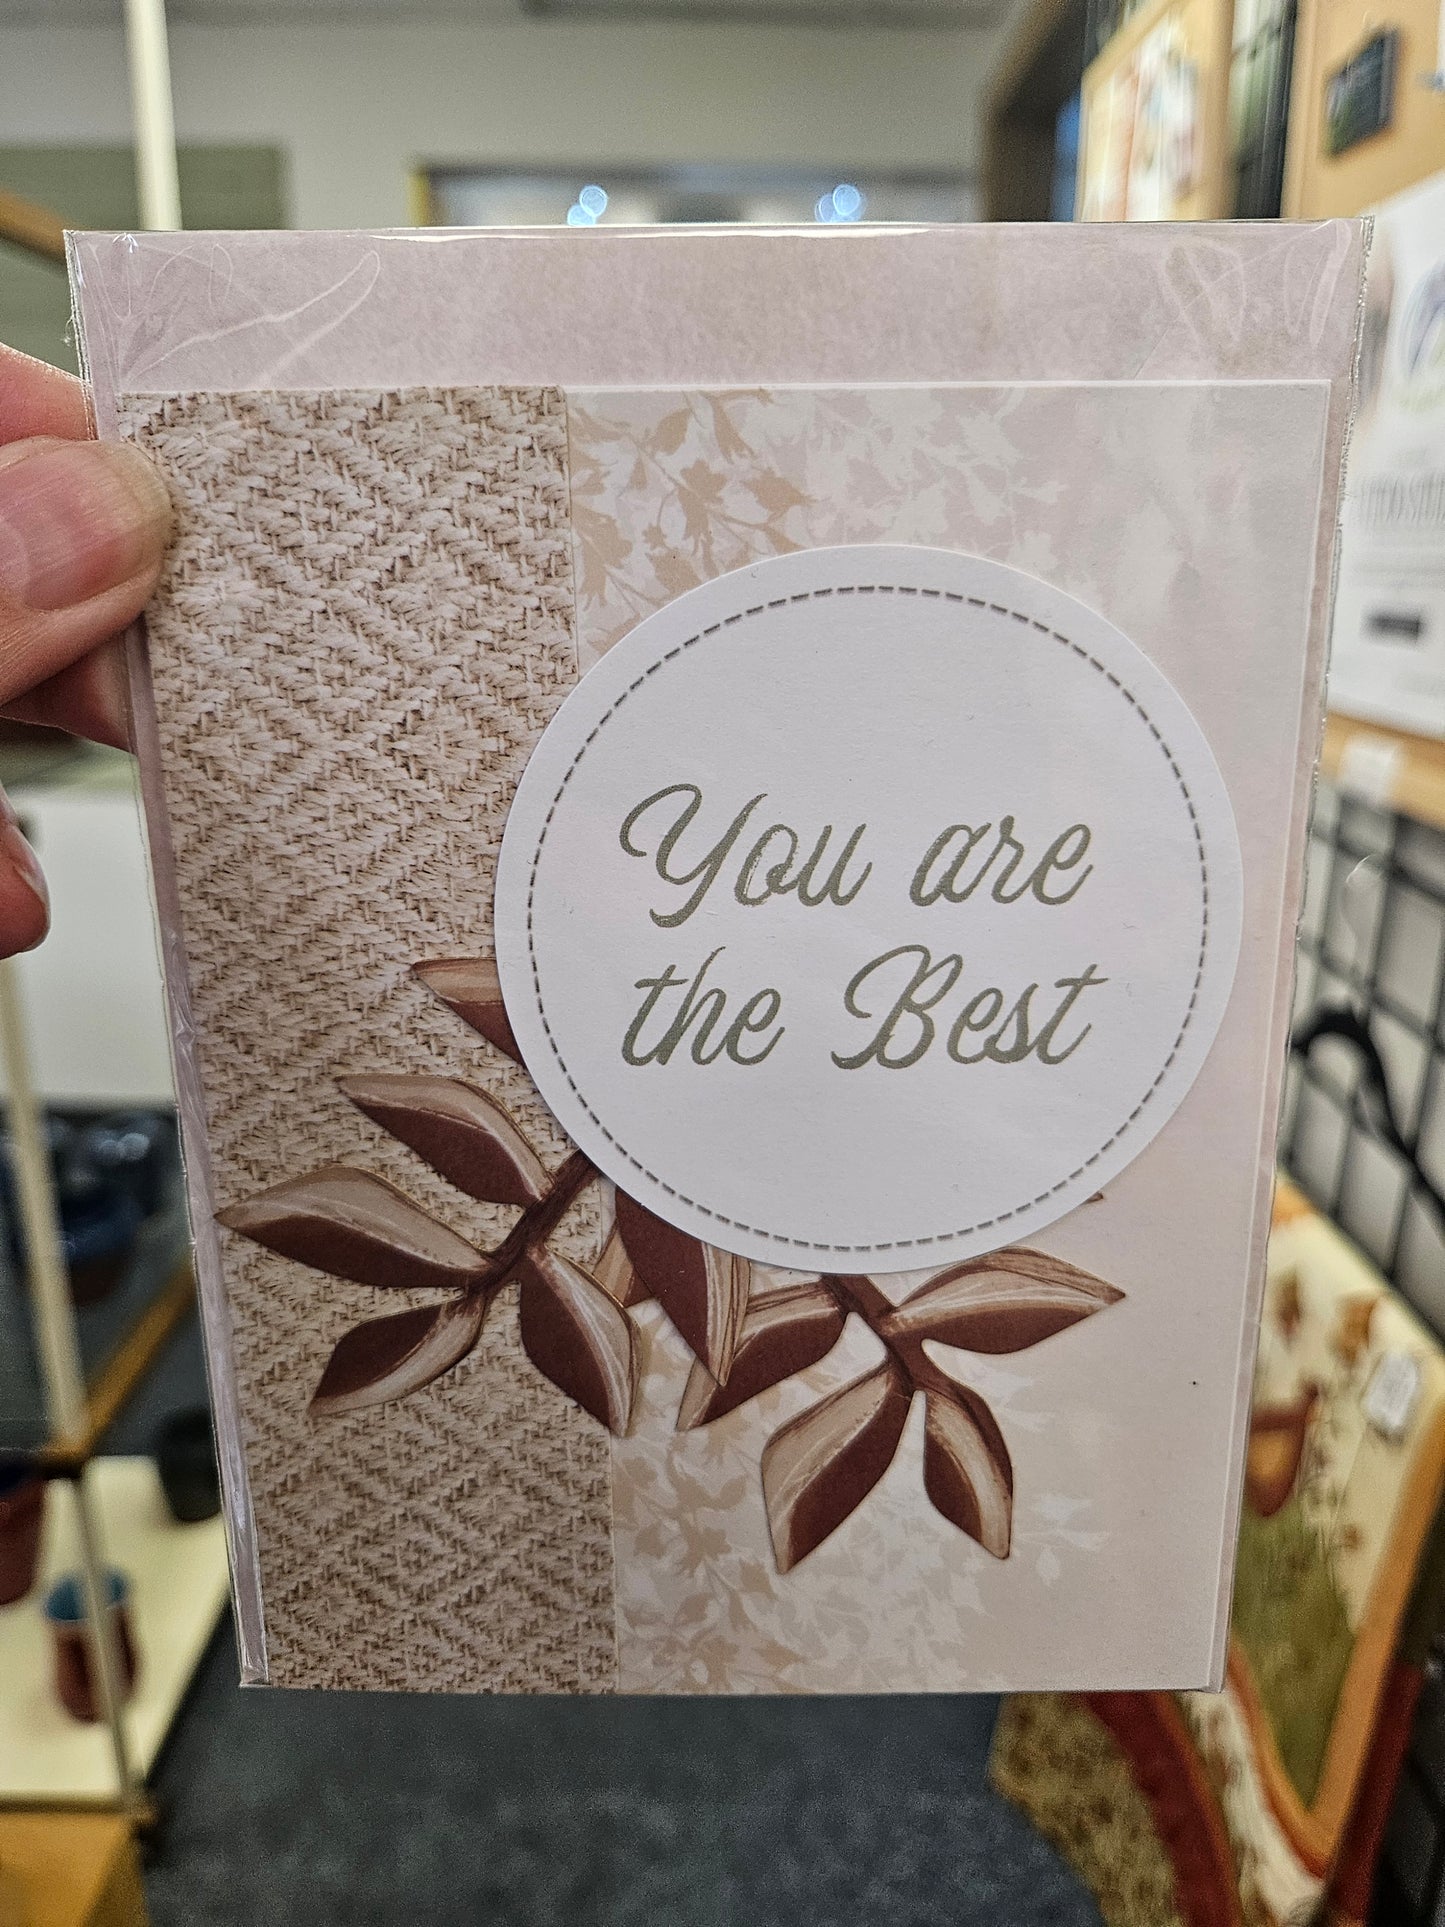 You are
the Best